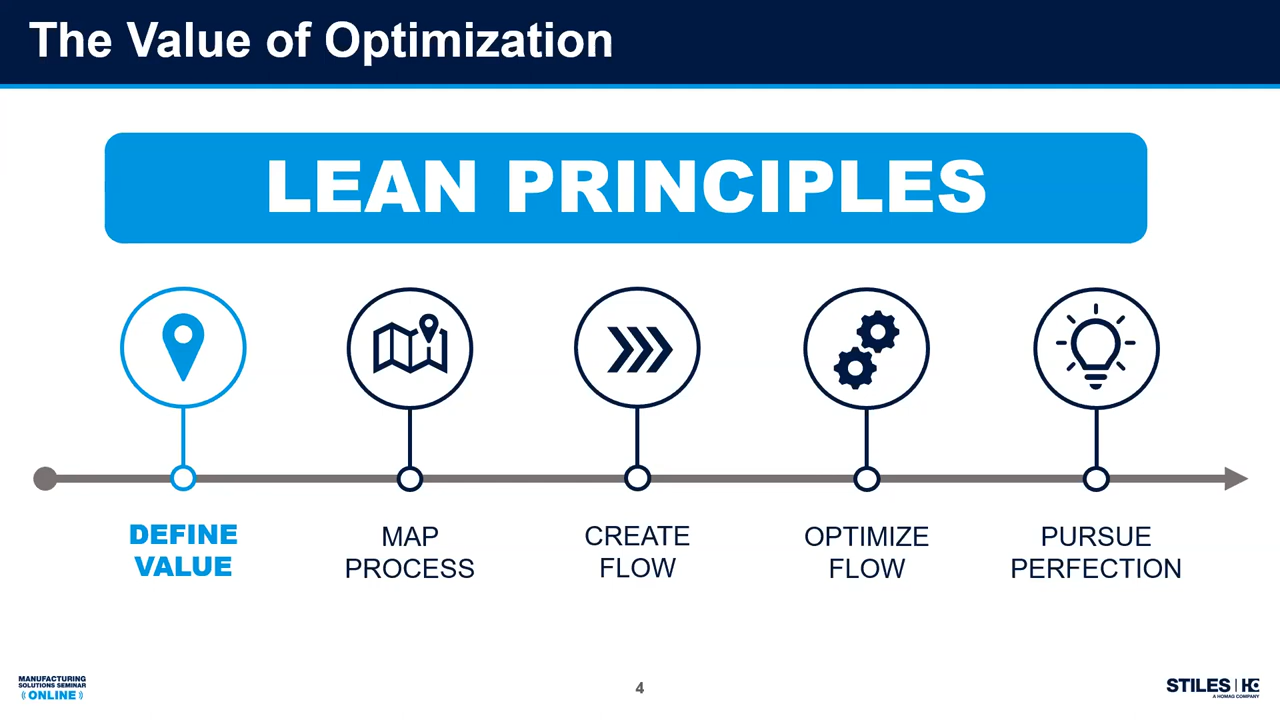 The Value of Optimization
LEAN PRINCIPLES
DEFINE
VALUE
MAP
PROCESS
CREATE
FLOW
OPTIMIZE
FLOW
PURSUE
PERFECTION
MANUFACTURING
SOLUTIONS SEMINAR
ONLINE
4
STILES
A HOMAG COMPANY